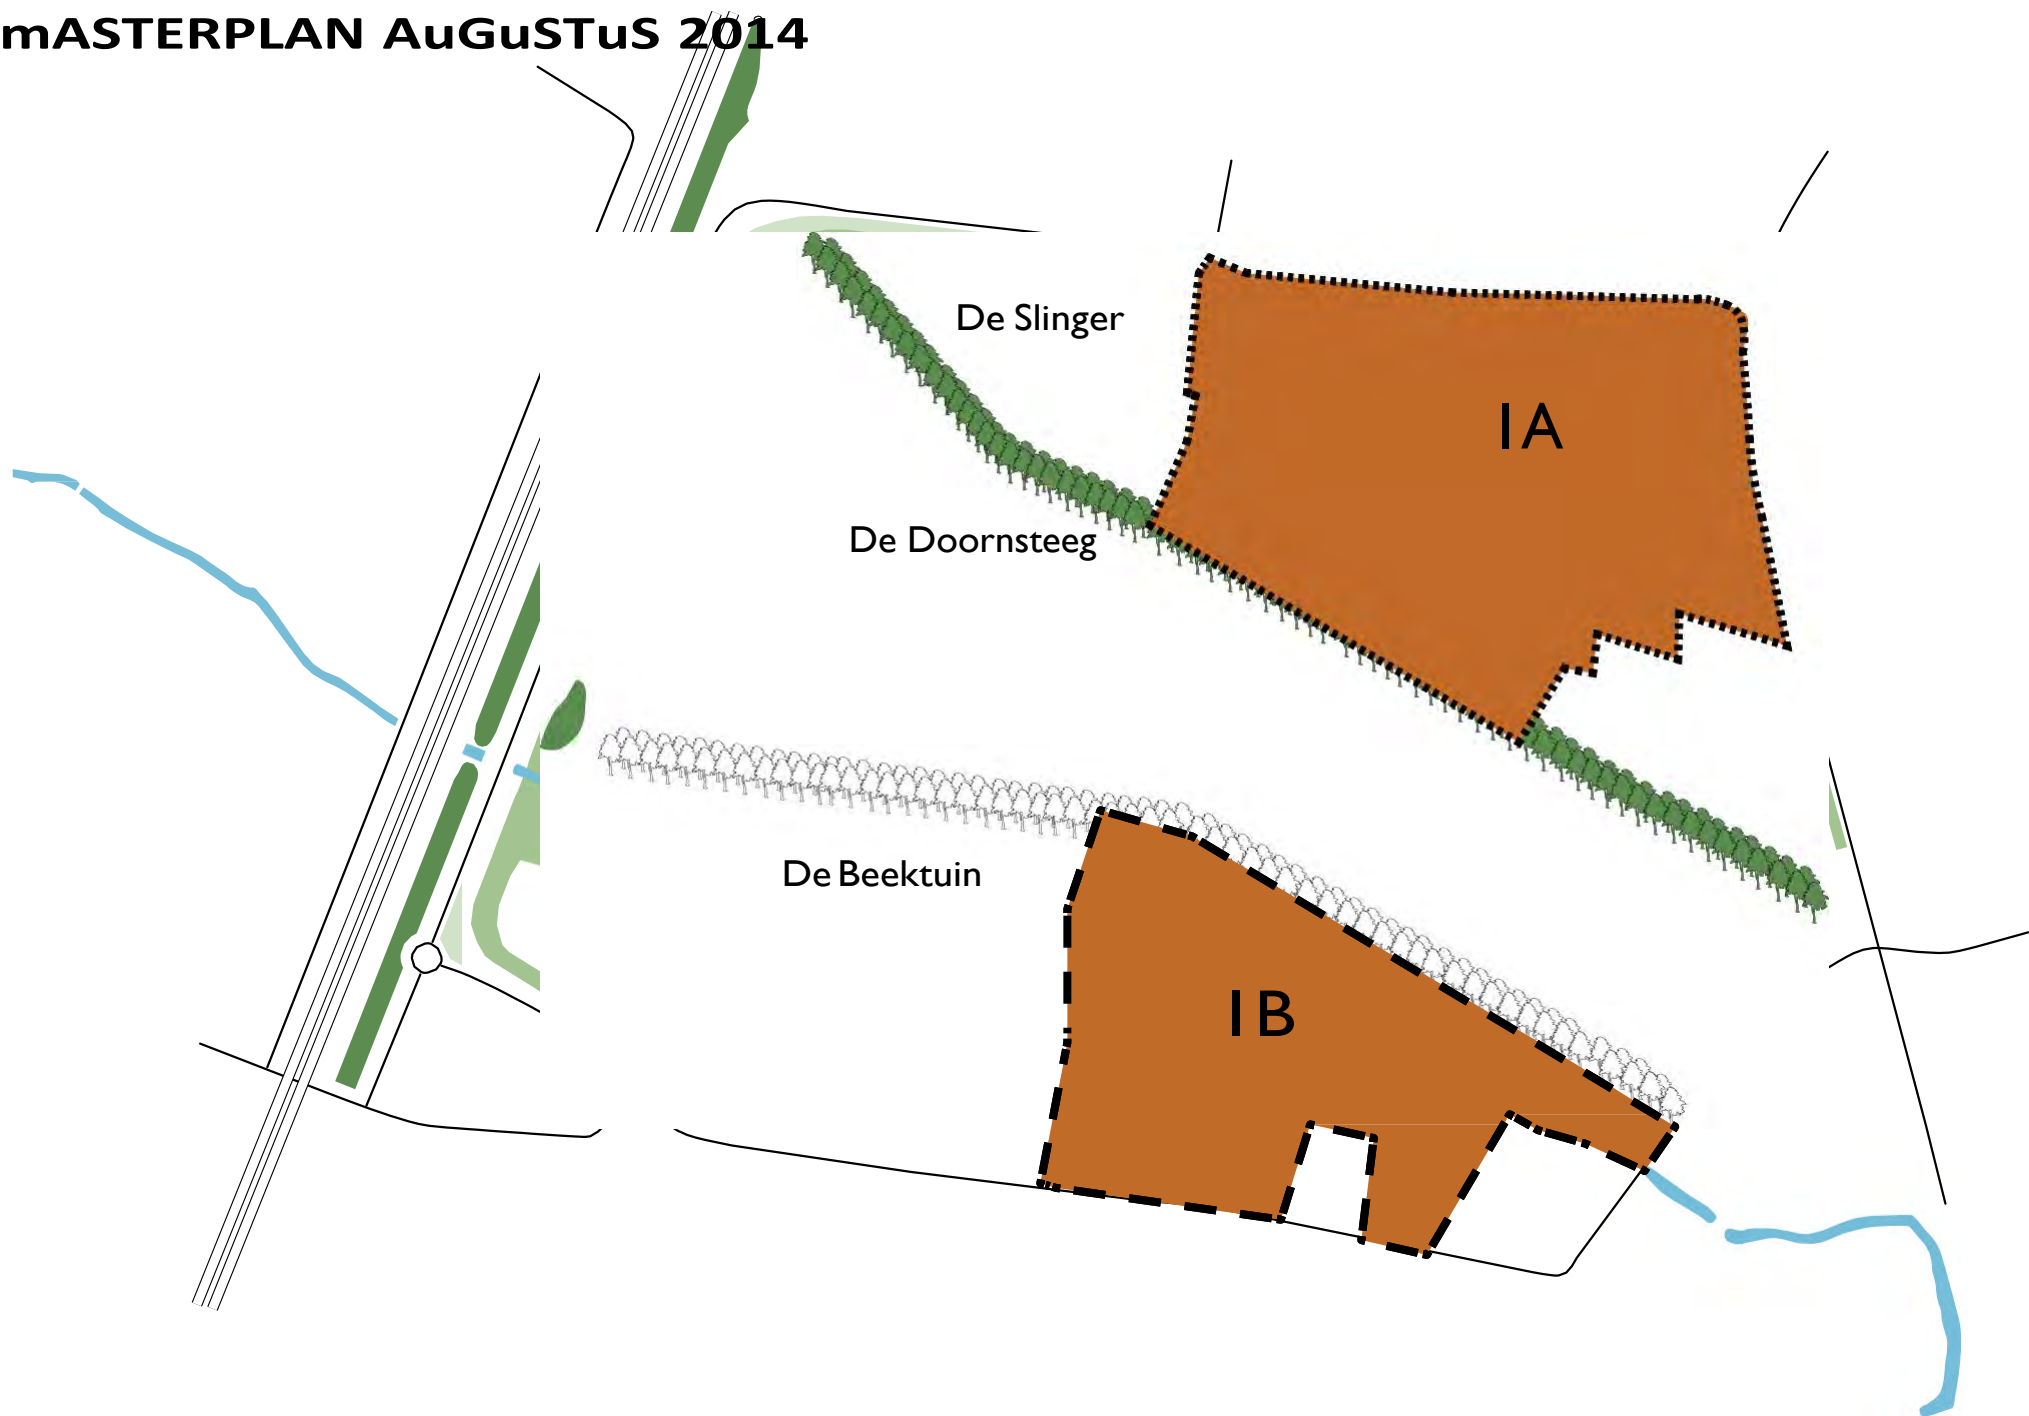 mASTERPLAN AuGuSTuS 2014
De Slinger
1A
De Doornsteeg
De Beektuin
1B